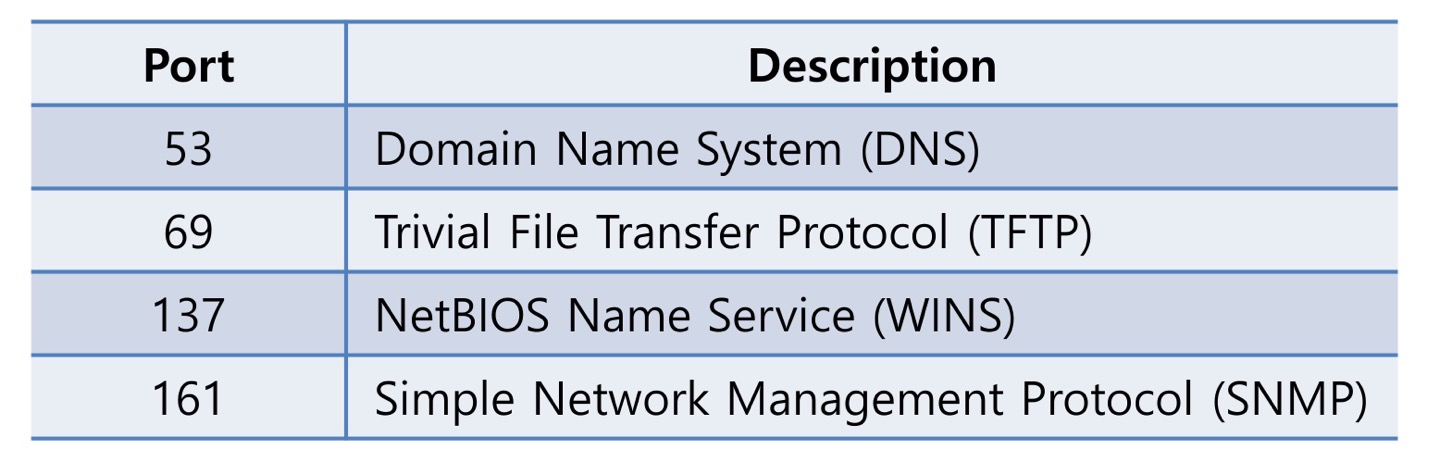 Port Description
53 Domain Name System (DNS)
69 Trivial File Transfer Protocol (TFTP)
137 NetBIOS Name Service (WINS)
161 Simple Network Management Protocol (SNMP)